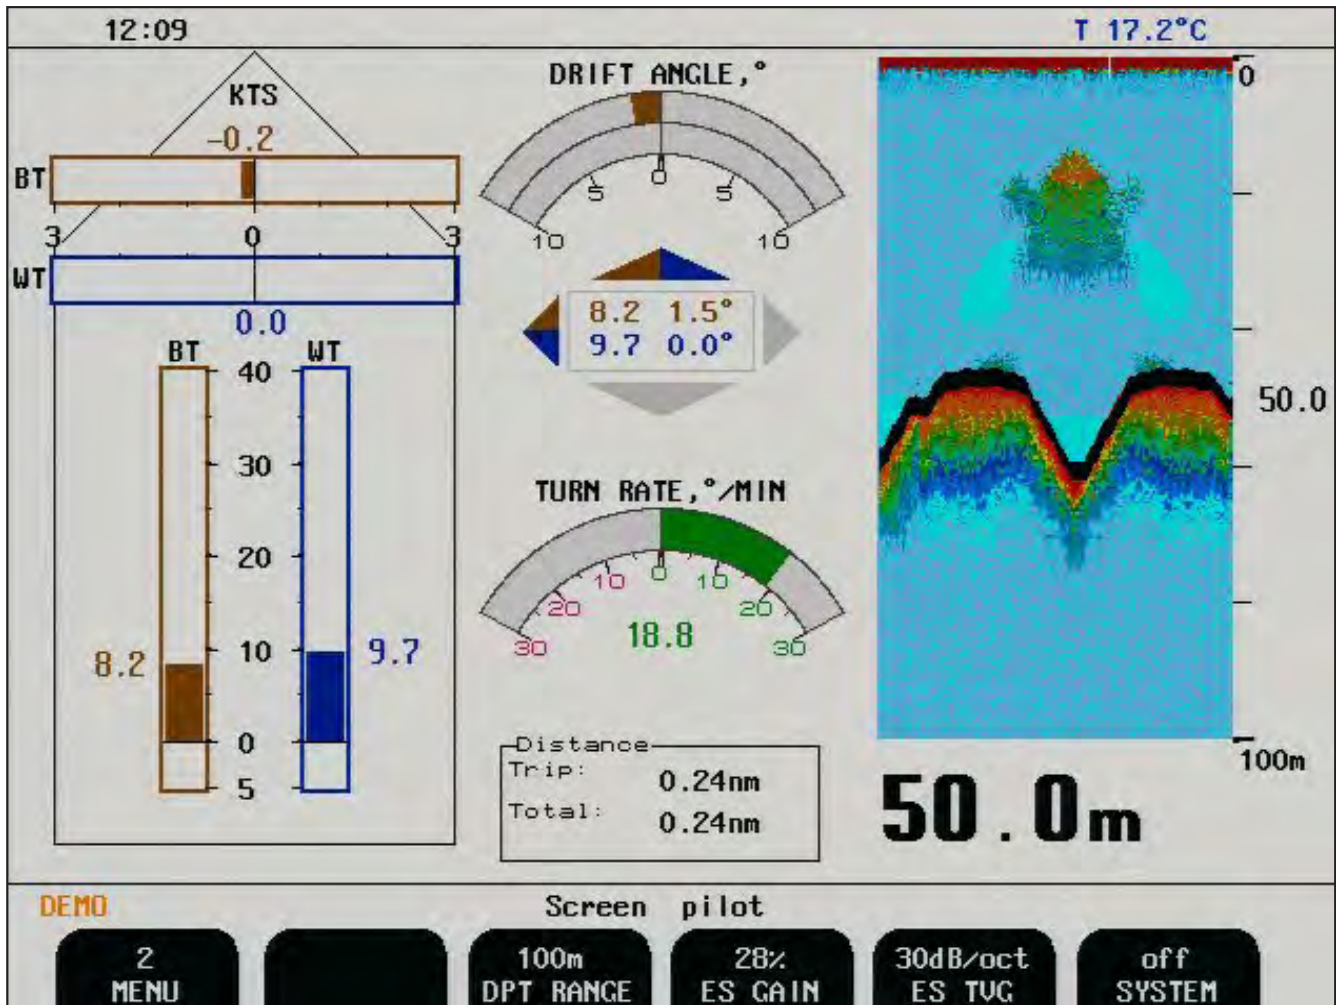 12:09
T 17.2°C
KTS
-0.2
BT
3 0 3
WT
0.0
BT WT
40
30
20
10
0
5
8.2
9.7
DRIFT ANGLE,°
10 5 0 5 10
8.2 1.5°
9.7 0.0°
TURN RATE,°/MIN
30 20 10 0 10 20 30
18.8
Distance
Trip: 0.24nm
Total: 0.24nm
0
50.0
100m
50.0m
DEMO
Screen pilot
2
MENU
100m
DPT RANGE
28%
ES GAIN
30dB/oct
ES TVG
off
SYSTEM